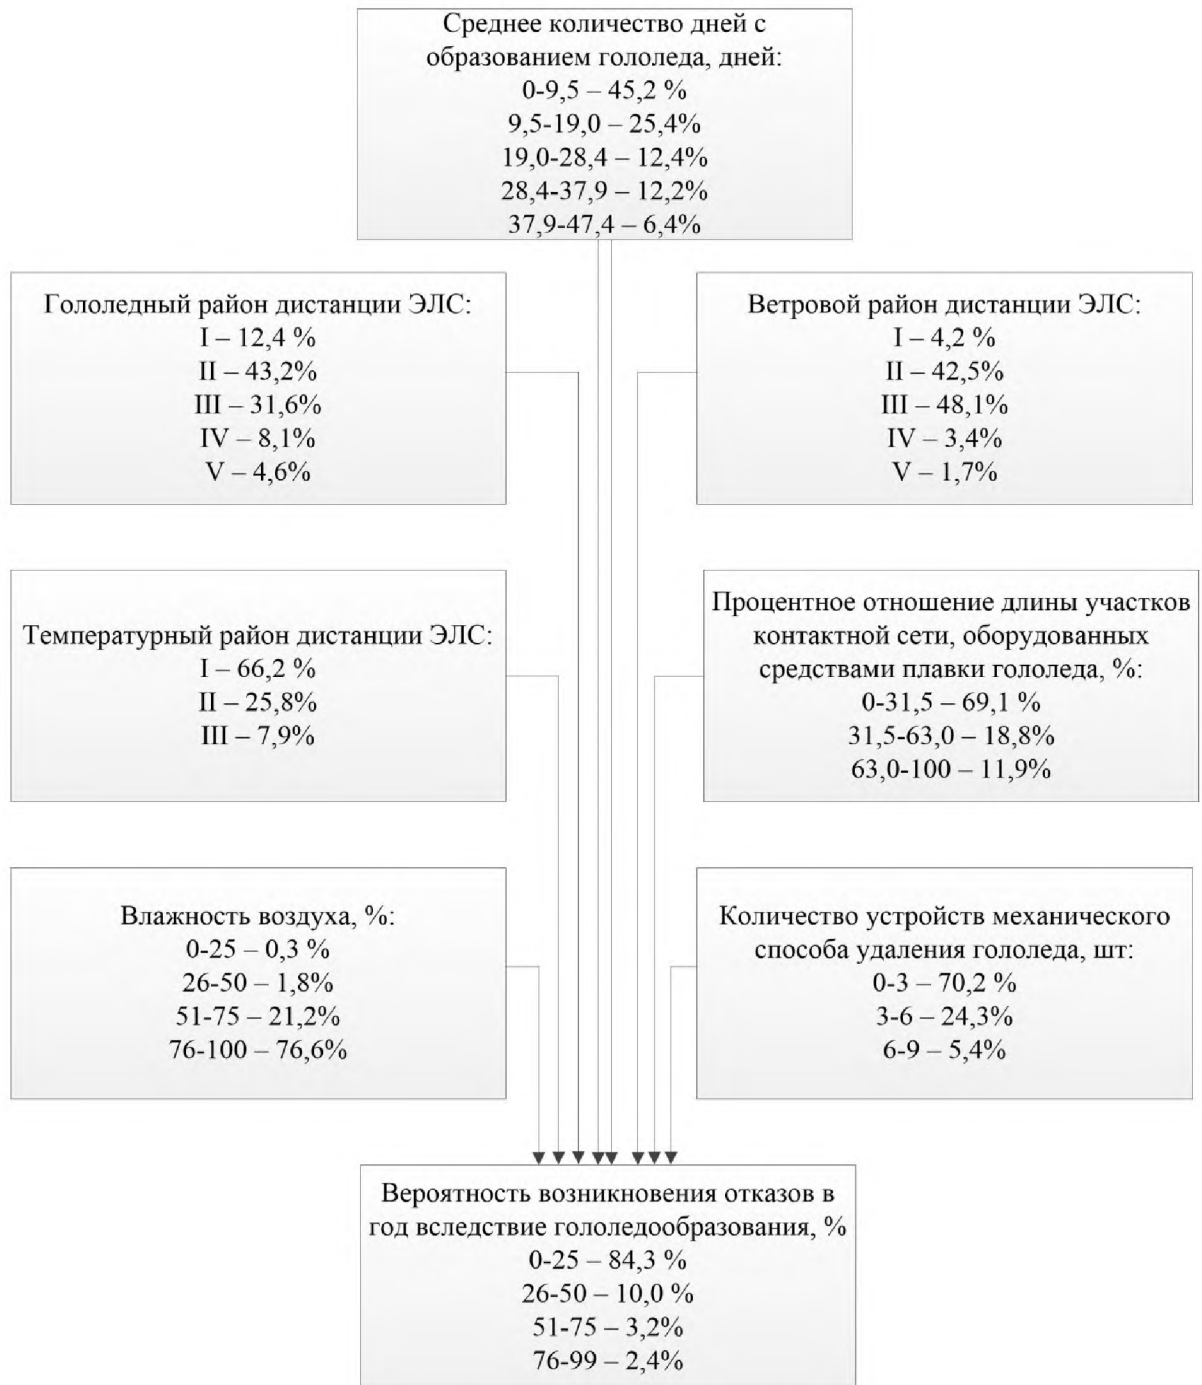 Среднее количество дней с
образованием гололеда, дней:
0-9,5 – 45,2 %
9,5-19,0 – 25,4%
19,0-28,4 – 12,4%
28,4-37,9 – 12,2%
37,9-47,4 – 6,4%
Гололедный район дистанции ЭЛС:
I – 12,4 %
II – 43,2%
III – 31,6%
IV – 8,1%
V – 4,6%
Ветровой район дистанции ЭЛС:
I – 4,2 %
II – 42,5%
III – 48,1%
IV – 3,4%
V – 1,7%
Температурный район дистанции ЭЛС:
I – 66,2 %
II – 25,8%
III – 7,9%
Процентное отношение длины участков
контактной сети, оборудованных
средствами плавки гололеда, %:
0-31,5 – 69,1 %
31,5-63,0 – 18,8%
63,0-100 – 11,9%
Влажность воздуха, %:
0-25 – 0,3 %
26-50 – 1,8%
51-75 – 21,2%
76-100 – 76,6%
Количество устройств механического
способа удаления гололеда, шт:
0-3 – 70,2 %
3-6 – 24,3%
6-9 – 5,4%
Вероятность возникновения отказов в
год вследствие гололедообразования, %
0-25 – 84,3 %
26-50 – 10,0 %
51-75 – 3,2%
76-99 – 2,4%